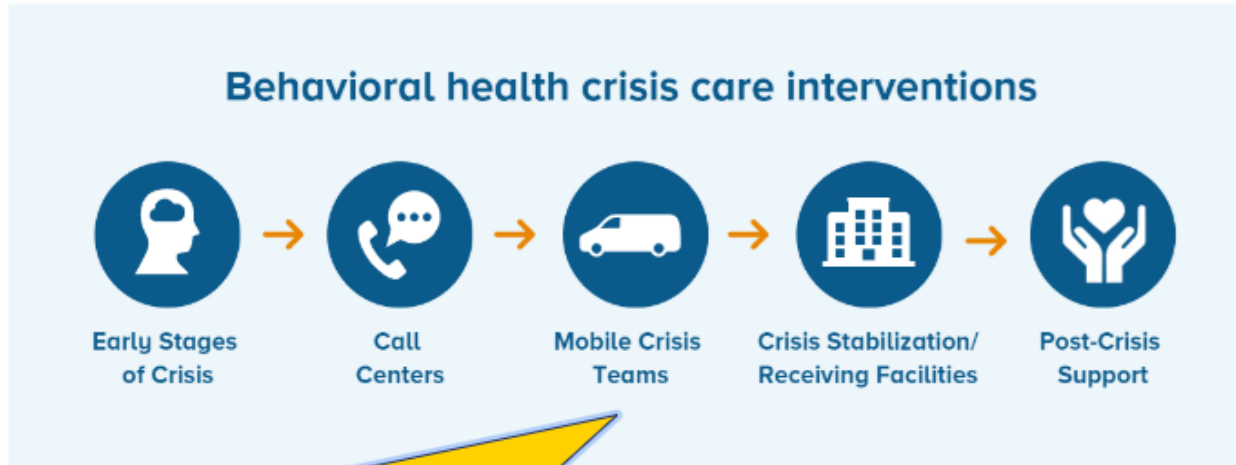 Behavioral health crisis care interventions
Early Stages
of Crisis
Call
Centers
Mobile Crisis
Teams
Crisis Stabilization/
Receiving Facilities
Post-Crisis
Support